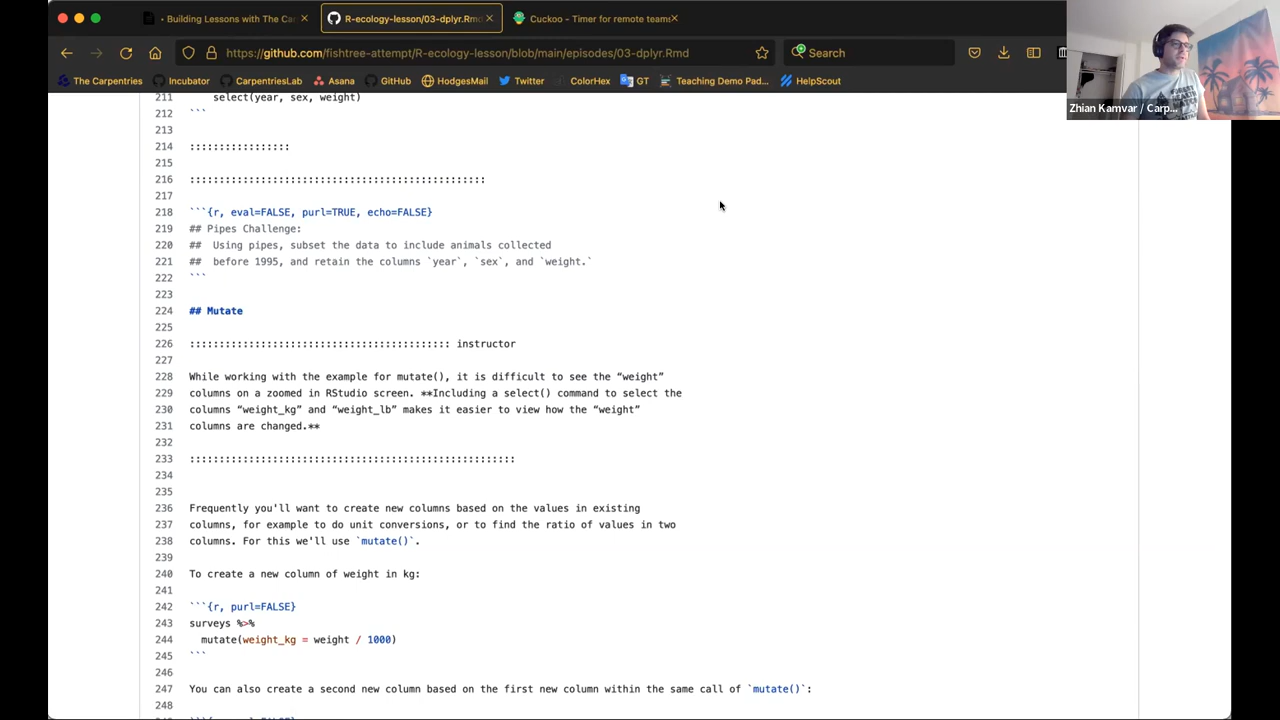 · Building Lessons with The Ca
R-ecology-lesson/03-dplyr.Rmd
Cuckoo - Timer for remote teams
https://github.com/fishtree-attempt/R-ecology-lesson/blob/main/episodes/03-dplyr.Rmd
Search
The Carpentries
Incubator
CarpentriesLab
Asana
GitHub
HodgesMail
Twitter
ColorHex
GT
Teaching Demo Pad...
HelpScout
Zhian Kamvar / Carp...
211 select(year, sex, weight)
212 ```
213
214 :::::::::::::::::
215
216 :::::::::::::::::::::::::::::::::::::::::::::::::
217
218 ```{r, eval=FALSE, purl=TRUE, echo=FALSE}
219 ## Pipes Challenge:
220 ##  Using pipes, subset the data to include animals collected
221 ##  before 1995, and retain the columns `year`, `sex`, and `weight.`
222 ```
223
224 ## Mutate
225
226 ::::::::::::::::::::::::::::::::::::::::::: instructor
227
228 While working with the example for mutate(), it is difficult to see the “weight”
229 columns on a zoomed in RStudio screen. **Including a select() command to select the
230 columns “weight_kg” and “weight_lb” makes it easier to view how the “weight”
231 columns are changed.**
232
233 ::::::::::::::::::::::::::::::::::::::::::::::::::::::
234
235
236 Frequently you'll want to create new columns based on the values in existing
237 columns, for example to do unit conversions, or to find the ratio of values in two
238 columns. For this we'll use `mutate()`.
239
240 To create a new column of weight in kg:
241
242 ```{r, purl=FALSE}
243 surveys %>%
244   mutate(weight_kg = weight / 1000)
245 ```
246
247 You can also create a second new column based on the first new column within the same call of `mutate()`:
248